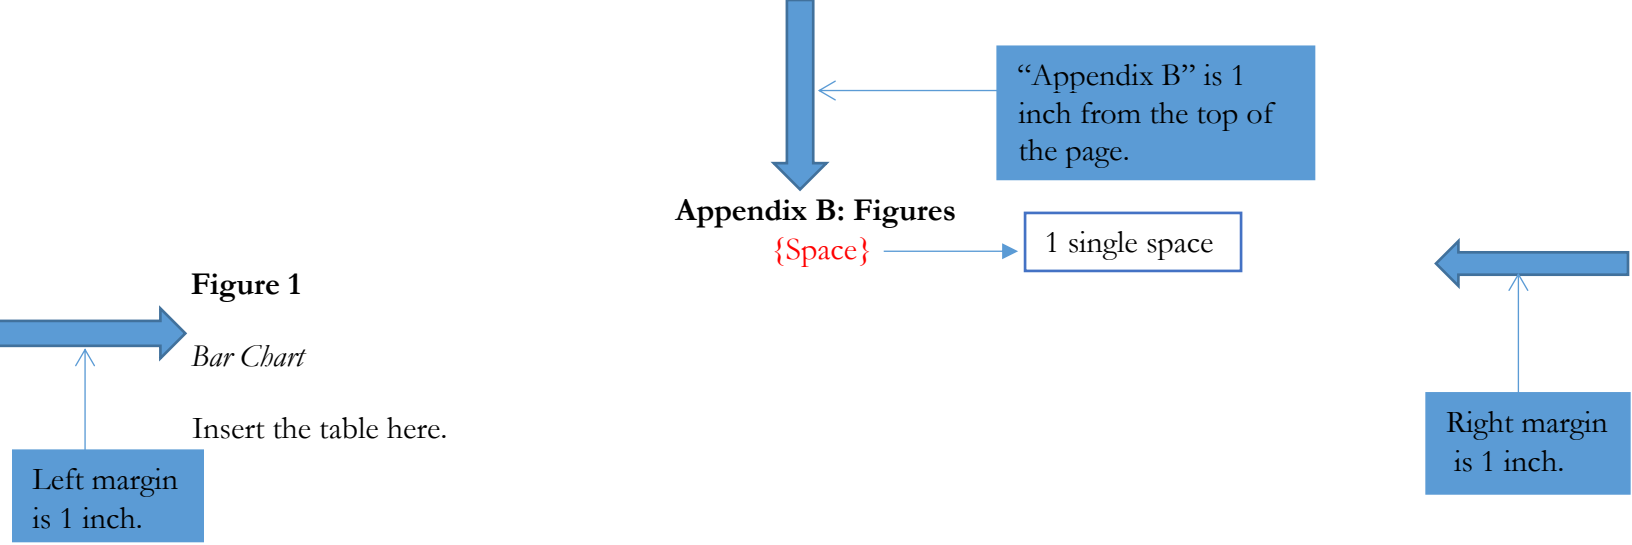 “Appendix B” is 1
inch from the top of
the page.
Appendix B: Figures
{Space}
1 single space
Figure 1
Bar Chart
Insert the table here.
Left margin
is 1 inch.
Right margin
is 1 inch.